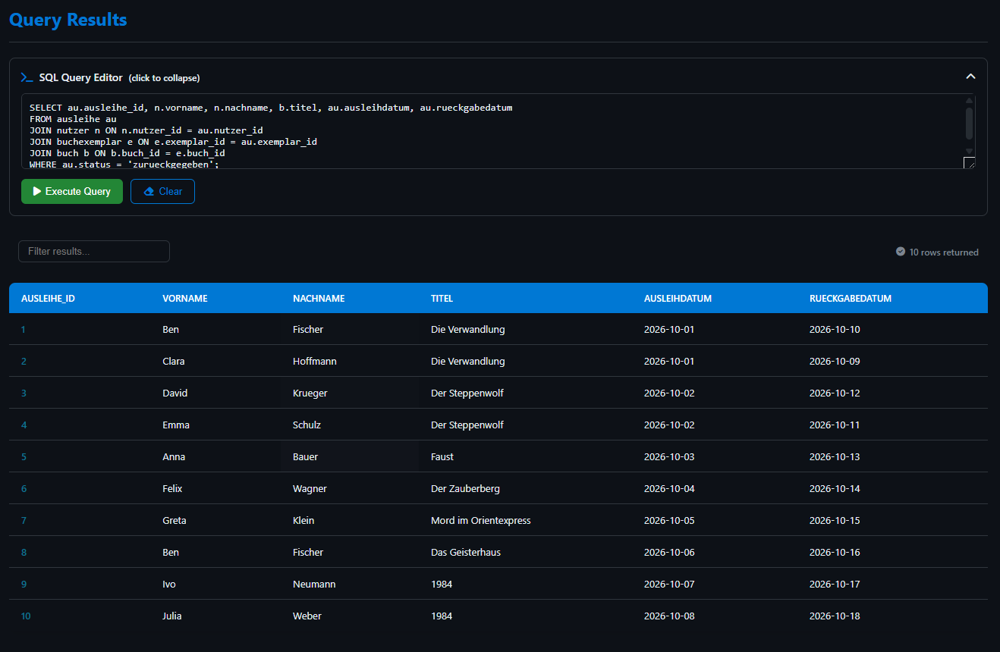 Query Results
SQL Query Editor (click to collapse)
SELECT au.ausleihe_id, n.vorname, n.nachname, b.titel, au.ausleihdatum, au.rueckgabedatum
FROM ausleihe au
JOIN nutzer n ON n.nutzer_id = au.nutzer_id
JOIN buchexemplar e ON e.exemplar_id = au.exemplar_id
JOIN buch b ON b.buch_id = e.buch_id
WHERE au.status = 'zurueckgegeben';
Execute Query Clear
Filter results... 10 rows returned
AUSLEIHE_ID VORNAME NACHNAME TITEL AUSLEIHDATUM RUECKGABEDATUM
1 Ben Fischer Die Verwandlung 2026-10-01 2026-10-10
2 Clara Hoffmann Die Verwandlung 2026-10-01 2026-10-09
3 David Krueger Der Steppenwolf 2026-10-02 2026-10-12
4 Emma Schulz Der Steppenwolf 2026-10-02 2026-10-11
5 Anna Bauer Faust 2026-10-03 2026-10-13
6 Felix Wagner Der Zauberberg 2026-10-04 2026-10-14
7 Greta Klein Mord im Orientexpress 2026-10-05 2026-10-15
8 Ben Fischer Das Geisterhaus 2026-10-06 2026-10-16
9 Ivo Neumann 1984 2026-10-07 2026-10-17
10 Julia Weber 1984 2026-10-08 2026-10-18